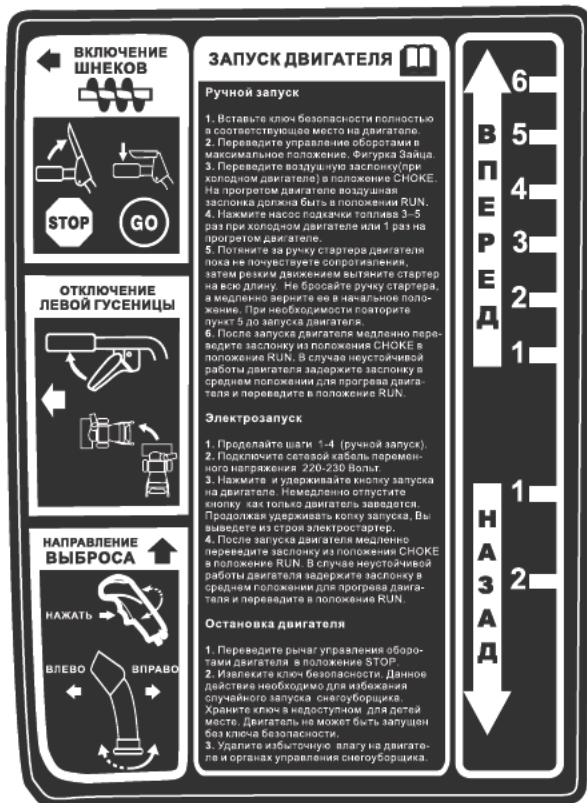 ВКЛЮЧЕНИЕ
ШНЕКОВ
STOP
GO
ОТКЛЮЧЕНИЕ
ЛЕВОЙ ГУСЕНИЦЫ
НАПРАВЛЕНИЕ
ВЫБРОСА
НАЖАТЬ
ВЛЕВО
ВПРАВО
ЗАПУСК ДВИГАТЕЛЯ
Ручной запуск
1. Вставьте ключ безопасности полностью
в соответствующее место на двигателе.
2. Переведите управление оборотами в
максимальное положение. Фигурка Зайца.
3. Переведите воздушную заслонку(при
холодном двигателе) в положение CHOKE.
На прогретом двигателе воздушная
заслонка должна быть в положении RUN.
4. Нажмите насос подкачки топлива 3–5
раз при холодном двигателе или 1 раз на
прогретом двигателе.
5. Потяните за ручку стартера двигателя
пока не почувствуете сопротивления,
затем резким движением вытяните стартер
на всю длину. Не бросайте ручку стартера,
а медленно верните ее в начальное поло-
жение. При необходимости повторите
пункт 5 до запуска двигателя.
6. После запуска двигателя медленно пере-
ведите заслонку из положения CHOKE в
положение RUN. В случае неустойчивой
работы двигателя задержите заслонку в
среднем положении для прогрева двига-
теля и переведите в положение RUN.
Электрозапуск
1. Проделайте шаги 1-4 (ручной запуск).
2. Подключите сетевой кабель перемен-
ного напряжения 220-230 Вольт.
3. Нажмите и удерживайте кнопку запуска
на двигателе. Немедленно отпустите
кнопку как только двигатель заведется.
Продолжая удерживать копку запуска, Вы
выведете из строя электростартер.
4. После запуска двигателя медленно
переведите заслонку из положения CHOKE
в положение RUN. В случае неустойчивой
работы двигателя задержите заслонку в
среднем положении для прогрева двига-
теля и переведите в положение RUN.
Остановка двигателя
1. Переведите рычаг управления оборо-
тами двигателя в положение STOP.
2. Извлеките ключ безопасности. Данное
действие необходимо для избежания
случайного запуска снегоуборщика.
Храните ключ в недоступном для детей
месте. Двигатель не может быть запущен
без ключа безопасности.
3. Удалите избыточную влагу на двигате-
ле и органах управления снегоуборщика.
ВПЕРЕД
6
5
4
3
2
1
НАЗАД
1
2